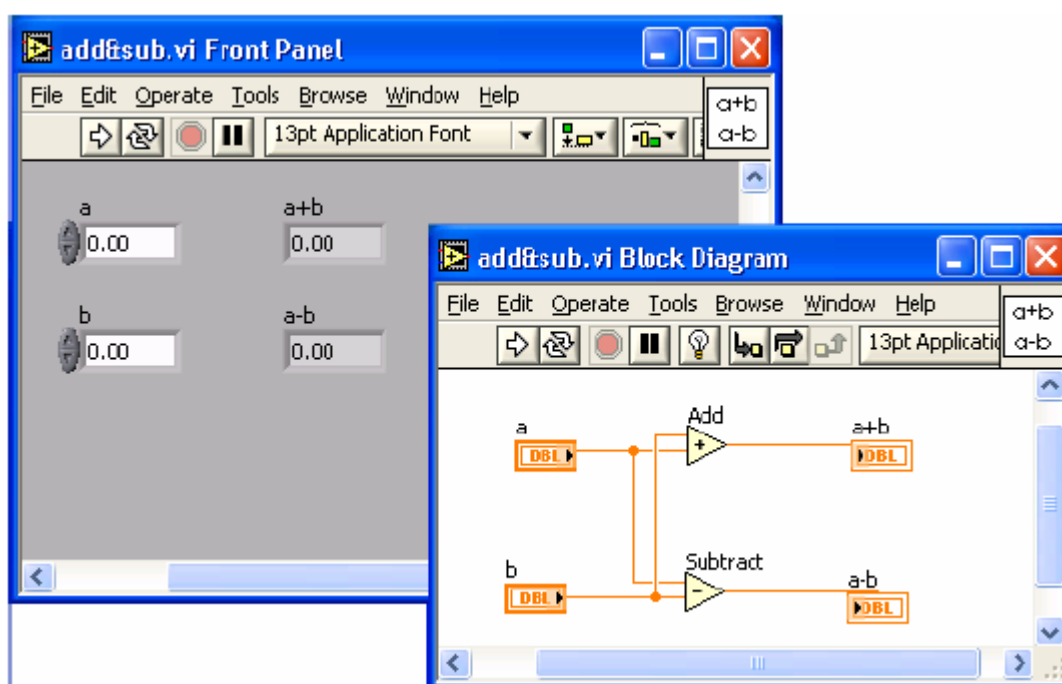 add&sub.vi Front Panel
File Edit Operate Tools Browse Window Help
a+b
a-b
13pt Application Font
a
a+b
0.00
0.00
b
a-b
0.00
0.00
add&sub.vi Block Diagram
File Edit Operate Tools Browse Window Help
a+b
a-b
13pt Applicatio
a
Add
a+b
DBL
+
DBL
b
Subtract
a-b
DBL
-
DBL